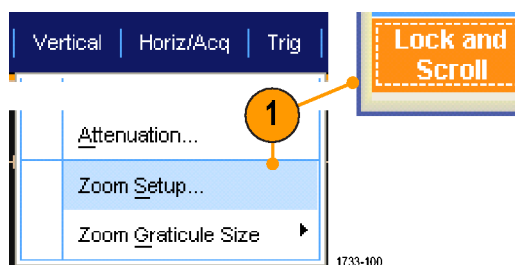 Vertical | Horiz/Acq | Trig |
Lock and
Scroll
1
Attenuation...
Zoom Setup...
Zoom Graticule Size
1733-100